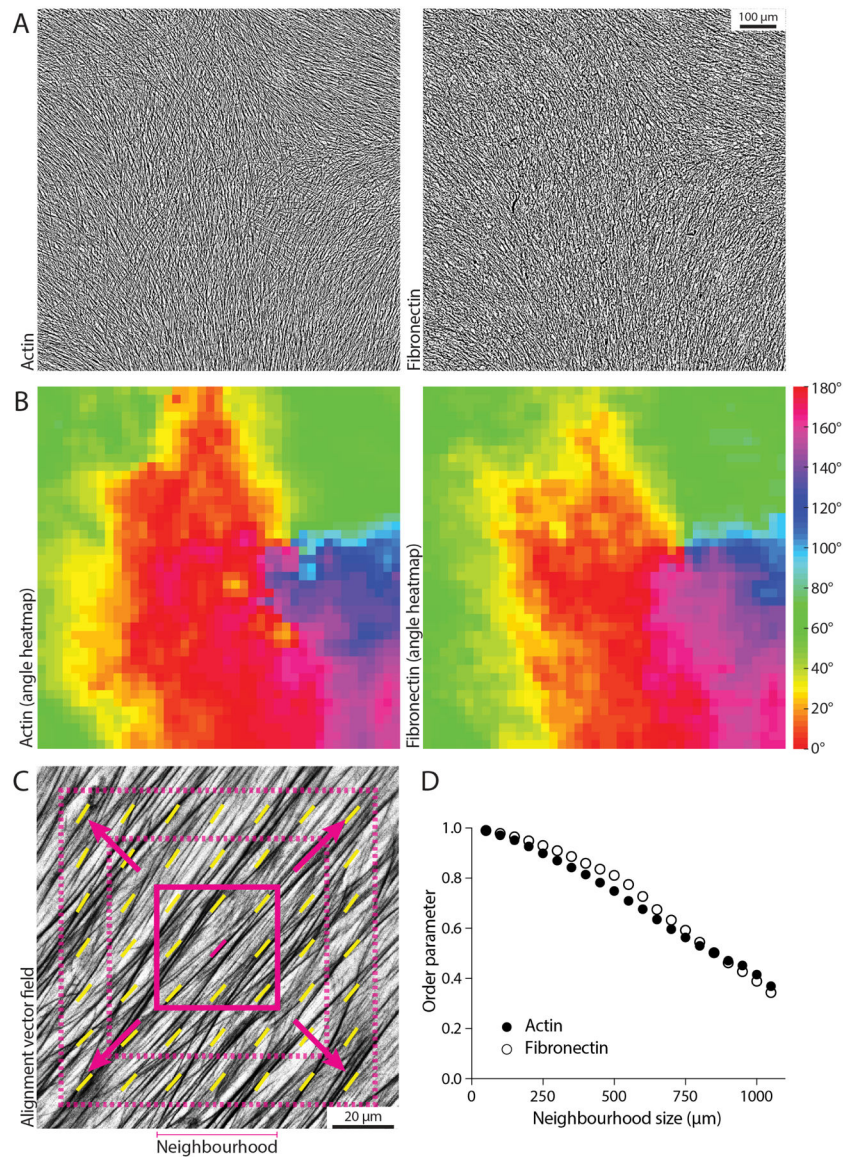 A
100 µm
Actin
Fibronectin
B
Actin (angle heatmap)
Fibronectin (angle heatmap)
180°
160°
140°
120°
100°
80°
60°
40°
20°
0°
C
Alignment vector field
20 µm
Neighbourhood
D
Order parameter
1.0
0.8
0.6
0.4
0.2
0.0
Actin
Fibronectin
250
500
750
1000
Neighbourhood size (µm)